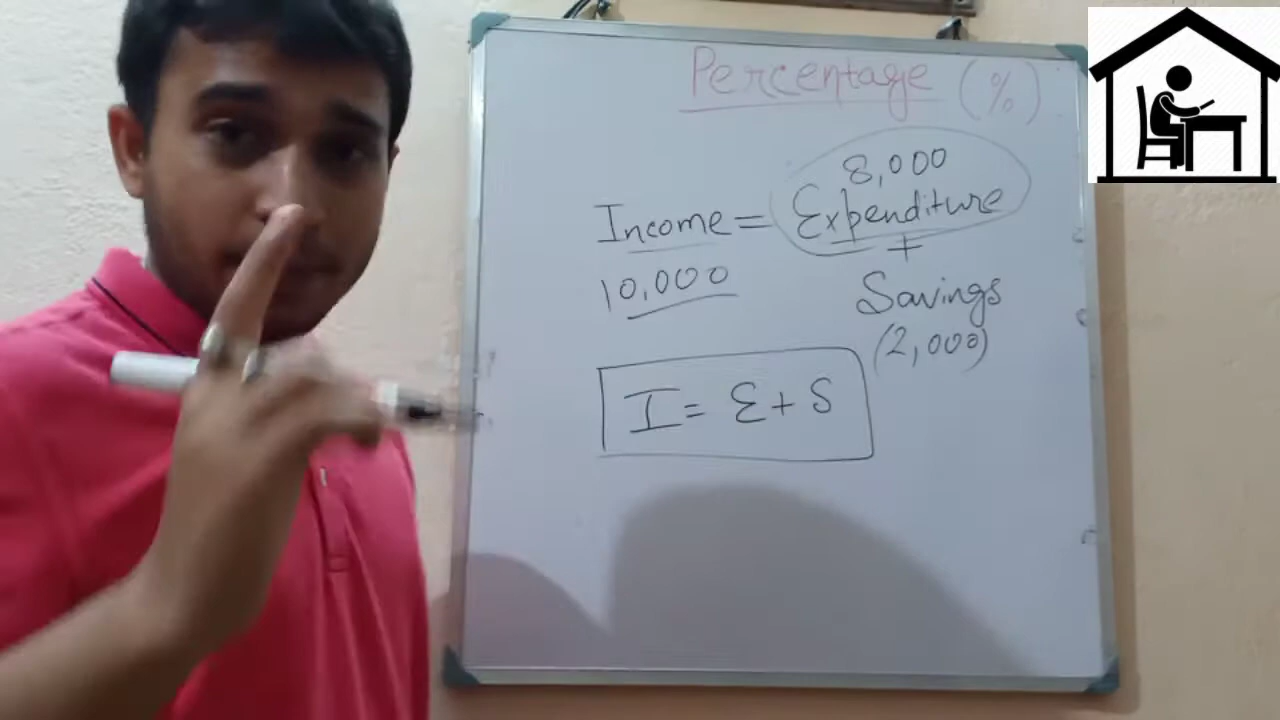 Percentage (%)
8,000
Income = Expenditure
+
10,000
Savings
(2,000)
I = E + S